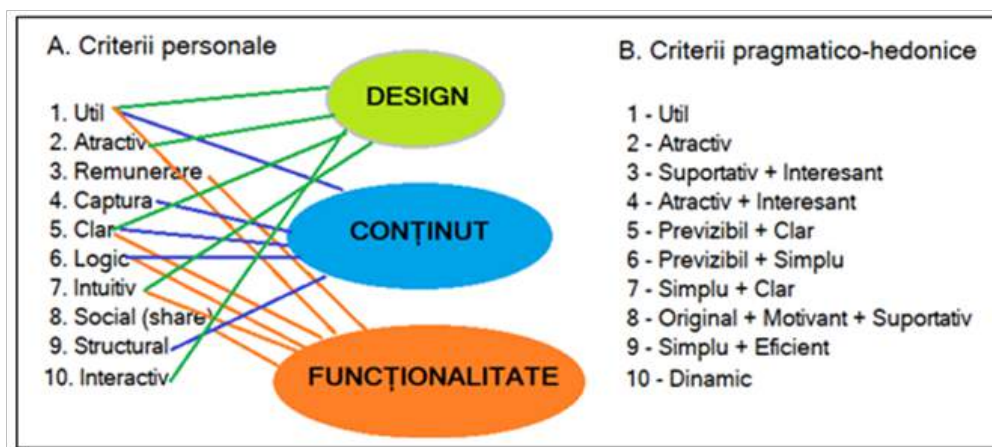 A. Criterii personale
1. Util
2. Atractiv
3. Remunerare
4. Captura
5. Clar
6. Logic
7. Intuitiv
8. Social (share)
9. Structural
10. Interactiv
DESIGN
CONȚINUT
FUNCȚIONALITATE
B. Criterii pragmatico-hedonice
1 - Util
2 - Atractiv
3 - Suportativ + Interesant
4 - Atractiv + Interesant
5 - Previzibil + Clar
6 - Previzibil + Simplu
7 - Simplu + Clar
8 - Original + Motivant + Suportativ
9 - Simplu + Eficient
10 - Dinamic